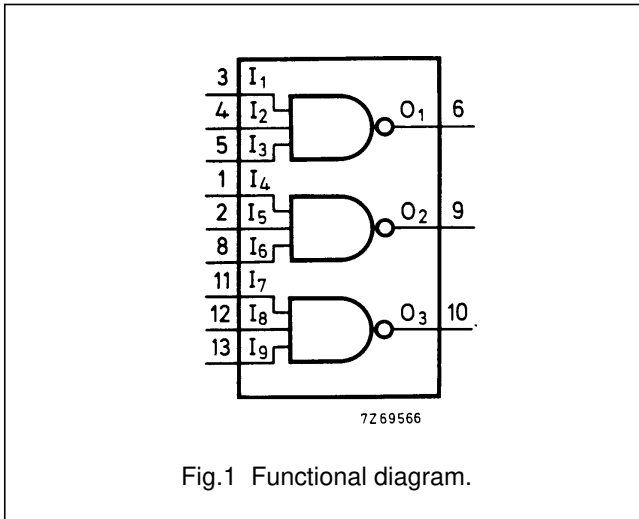 3 I1
4 I2 O1 6
5 I3
1 I4
2 I5 O2 9
8 I6
11 I7
12 I8 O3 10
13 I9
7Z69566
Fig.1 Functional diagram.